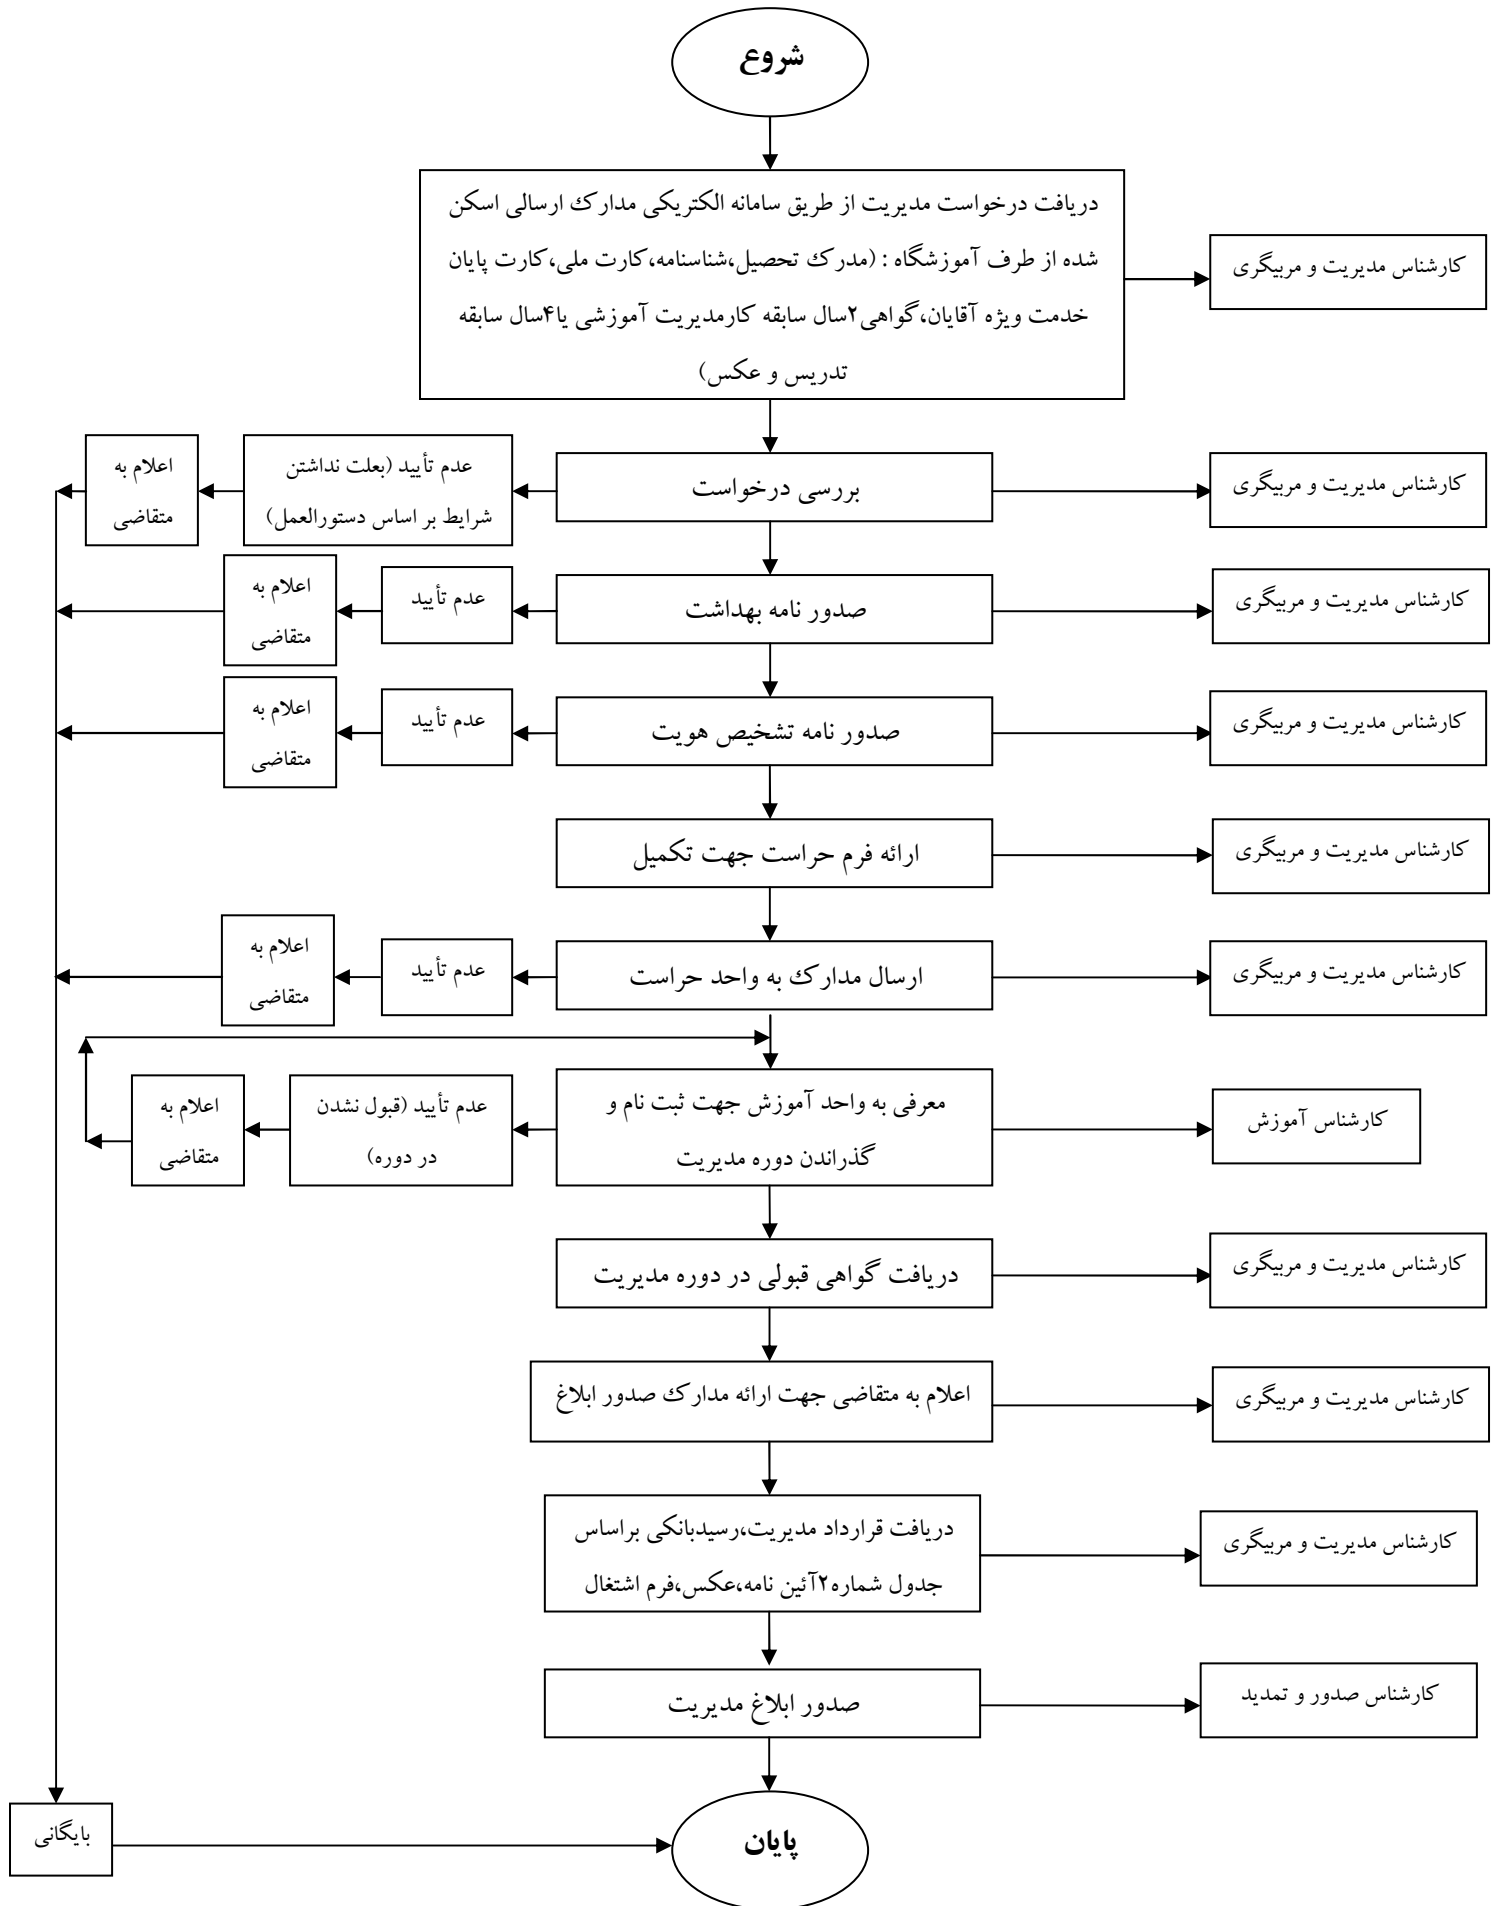 شروع
دریافت درخواست مدیریت از طریق سامانه الکتریکی مدارک ارسالی اسکن
شده از طرف آموزشگاه : (مدرک تحصیل،شناسنامه،کارت ملی،کارت پایان
خدمت ویژه آقایان،گواهی۲سال سابقه کارمدیریت آموزشی یا۴سال سابقه
تدریس و عکس)
کارشناس مدیریت و مربیگری
کارشناس مدیریت و مربیگری
بررسی درخواست
عدم تأیید (بعلت نداشتن
شرایط بر اساس دستورالعمل)
اعلام به
متقاضی
کارشناس مدیریت و مربیگری
صدور نامه بهداشت
عدم تأیید
اعلام به
متقاضی
کارشناس مدیریت و مربیگری
صدور نامه تشخیص هویت
عدم تأیید
اعلام به
متقاضی
کارشناس مدیریت و مربیگری
ارائه فرم حراست جهت تکمیل
کارشناس مدیریت و مربیگری
ارسال مدارک به واحد حراست
عدم تأیید
اعلام به
متقاضی
کارشناس آموزش
معرفی به واحد آموزش جهت ثبت نام و
گذراندن دوره مدیریت
عدم تأیید (قبول نشدن
در دوره)
اعلام به
متقاضی
کارشناس مدیریت و مربیگری
دریافت گواهی قبولی در دوره مدیریت
کارشناس مدیریت و مربیگری
اعلام به متقاضی جهت ارائه مدارک صدور ابلاغ
کارشناس مدیریت و مربیگری
دریافت قرارداد مدیریت،رسیدبانکی براساس
جدول شماره۲آئین نامه،عکس،فرم اشتغال
کارشناس صدور و تمدید
صدور ابلاغ مدیریت
پایان
بایگانی